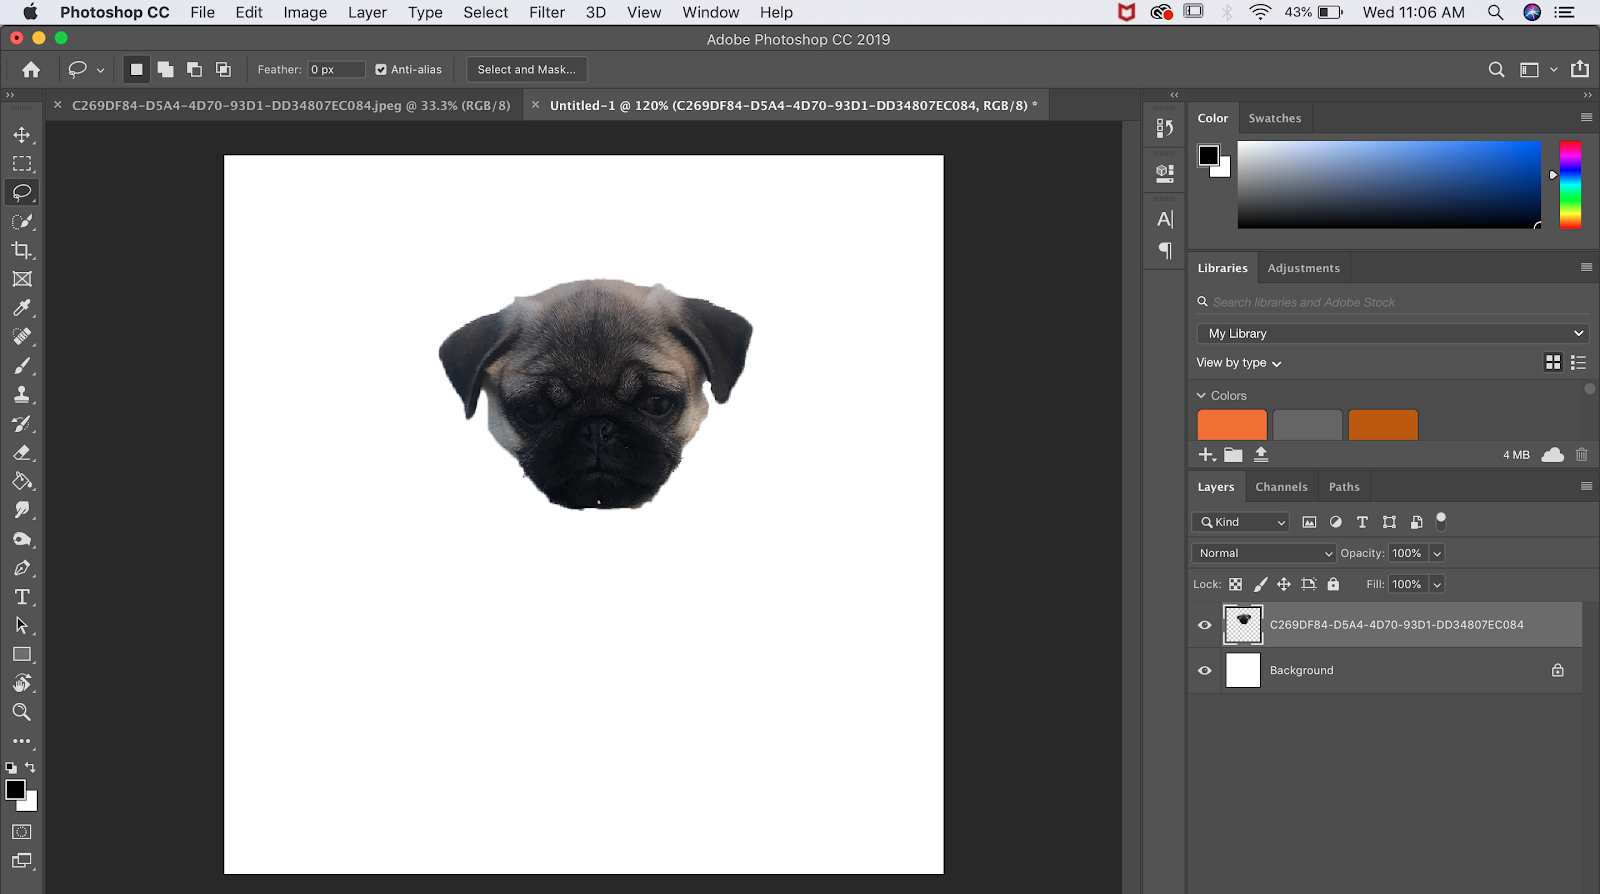 Photoshop CC File Edit Image Layer Type Select Filter 3D View Window Help 43% Wed 11:06 AM
Adobe Photoshop CC 2019
Feather: 0 px Anti-alias Select and Mask...
C269DF84-D5A4-4D70-93D1-DD34807EC084.jpeg @ 33.3% (RGB/8) Untitled-1 @ 120% (C269DF84-D5A4-4D70-93D1-DD34807EC084, RGB/8) *
Color Swatches
Libraries Adjustments
Search libraries and Adobe Stock
My Library
View by type
Colors
4 MB
Layers Channels Paths
Kind
Normal Opacity: 100%
Lock: Fill: 100%
C269DF84-D5A4-4D70-93D1-DD34807EC084
Background